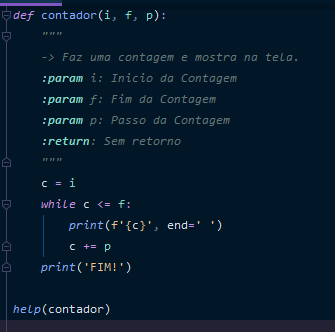 def contador(i, f, p):
    """
    -> Faz uma contagem e mostra na tela.
    :param i: Inicio da Contagem
    :param f: Fim da Contagem
    :param p: Passo da Contagem
    :return: Sem retorno
    """
    c = i
    while c <= f:
        print(f'{c}', end=' ')
        c += p
    print('FIM!')
help(contador)